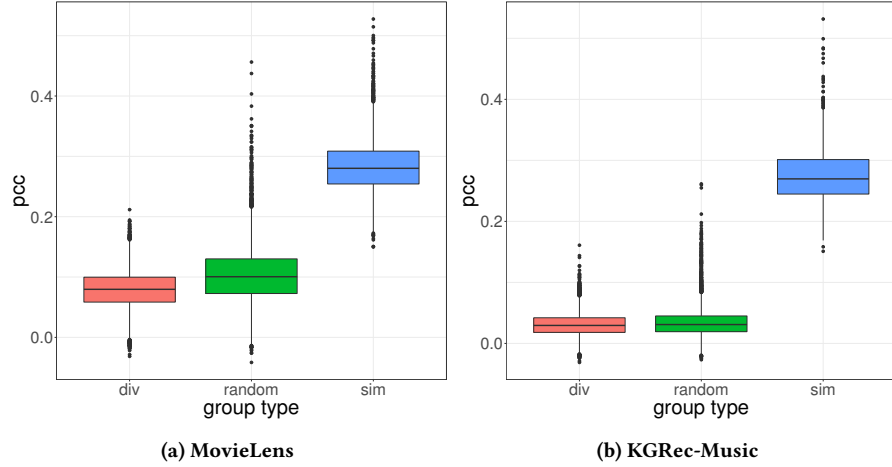 pcc
0.4
0.2
0.0
div
random
sim
group type
(a) MovieLens
pcc
0.4
0.2
0.0
div
random
sim
group type
(b) KGRec-Music